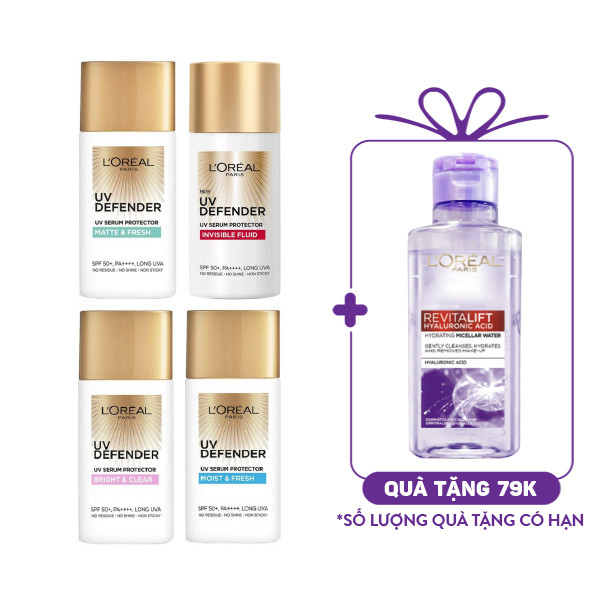 L'ORÉAL
PARIS
UV
DEFENDER
UV SERUM PROTECTOR
MATTE & FRESH
SPF 50+, PA++++, LONG UVA
NO RESIDUE · NO SHINE · NON STICKY
L'ORÉAL
PARIS
NEW
UV
DEFENDER
UV SERUM PROTECTOR
INVISIBLE FLUID
SPF 50+, PA++++, LONG UVA
NO RESIDUE · NO SHINE · NON STICKY
L'ORÉAL
PARIS
UV
DEFENDER
UV SERUM PROTECTOR
BRIGHT & CLEAR
SPF 50+, PA++++, LONG UVA
NO RESIDUE · NO SHINE · NON STICKY
L'ORÉAL
PARIS
UV
DEFENDER
UV SERUM PROTECTOR
MOIST & FRESH
SPF 50+, PA++++, LONG UVA
NO RESIDUE · NO SHINE · NON STICKY
+
L'ORÉAL
PARIS
REVITALIFT
HYALURONIC ACID
HYDRATING MICELLAR WATER
GENTLY CLEANSES, HYDRATES
AND REMOVES MAKE-UP
HYALURONIC ACID
QUÀ TẶNG 79K
*SỐ LƯỢNG QUÀ TẶNG CÓ HẠN